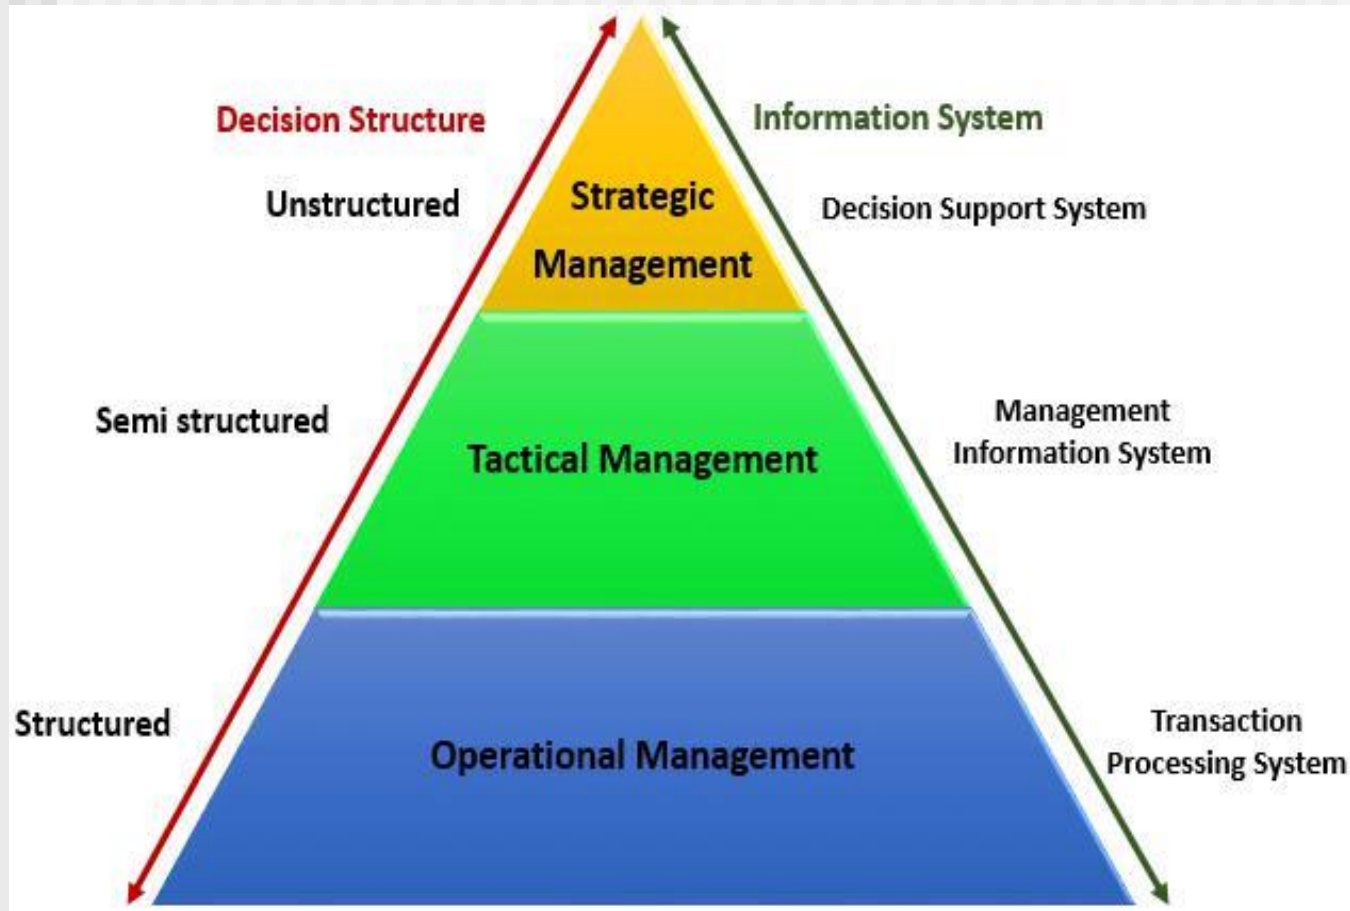 Decision Structure
Information System
Unstructured
Strategic
Management
Decision Support System
Semi structured
Tactical Management
Management
Information System
Structured
Operational Management
Transaction
Processing System